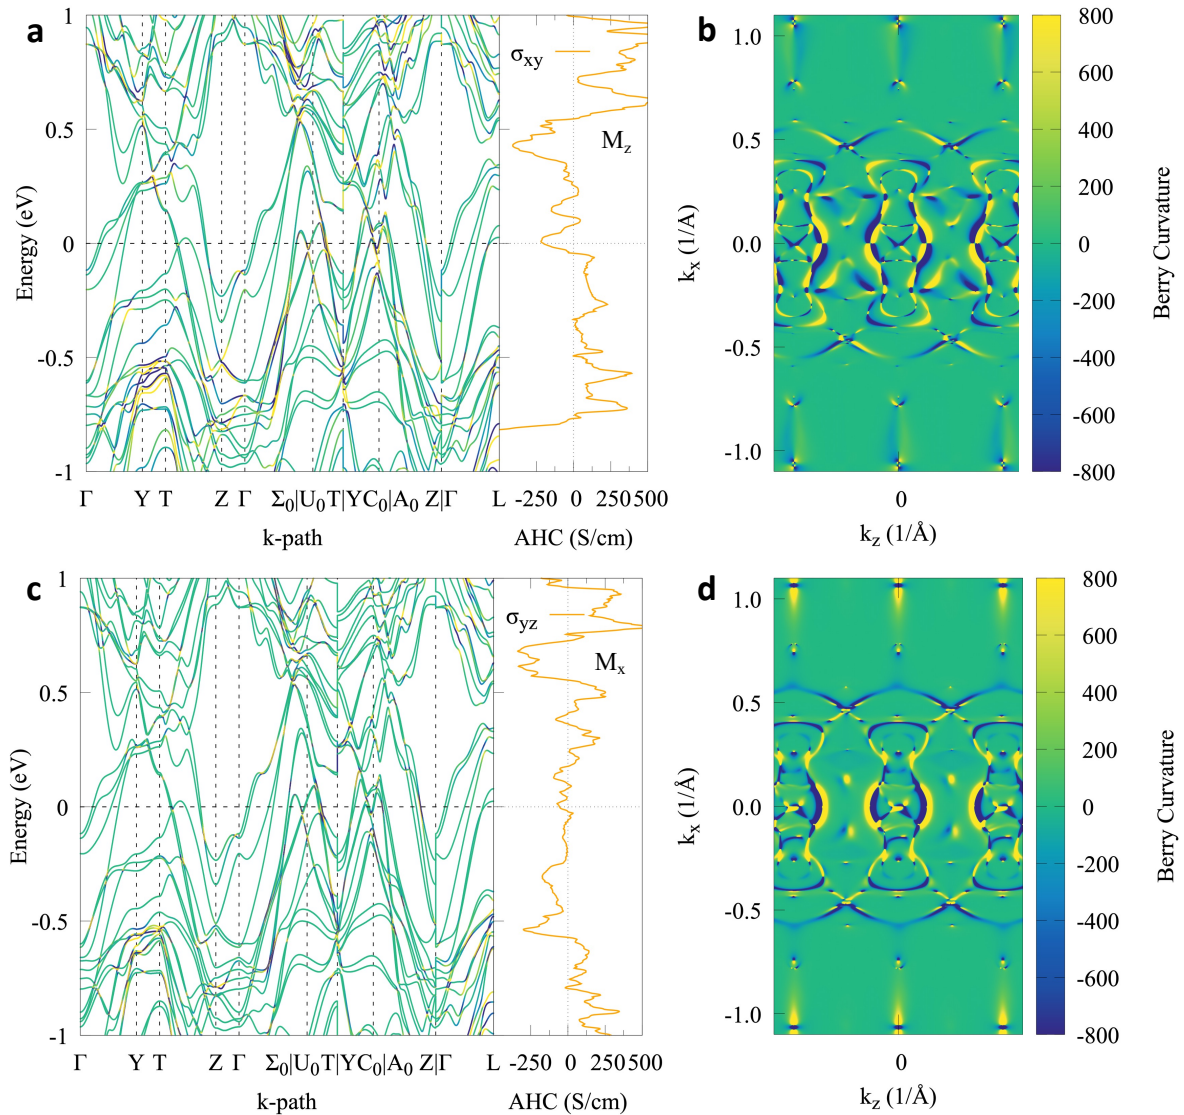 a
Energy (eV)
1
0.5
0
-0.5
-1
σxy
Mz
Γ Y T Z Γ Σ0|U0T|YC0|A0 Z|Γ L -250 0 250 500
k-path
AHC (S/cm)
b
kx (1/A)
1.0
0.5
0.0
-0.5
-1.0
0
kz (1/Å)
800
600
400
200
0
-200
-400
-600
-800
Berry Curvature
c
Energy (eV)
1
0.5
0
-0.5
-1
σyz
Mx
Γ Y T Z Γ Σ0|U0T|YC0|A0 Z|Γ L -250 0 250 500
k-path
AHC (S/cm)
d
kx (1/Å)
1.0
0.5
0.0
-0.5
-1.0
0
kz (1/Å)
800
600
400
200
0
-200
-400
-600
-800
Berry Curvature